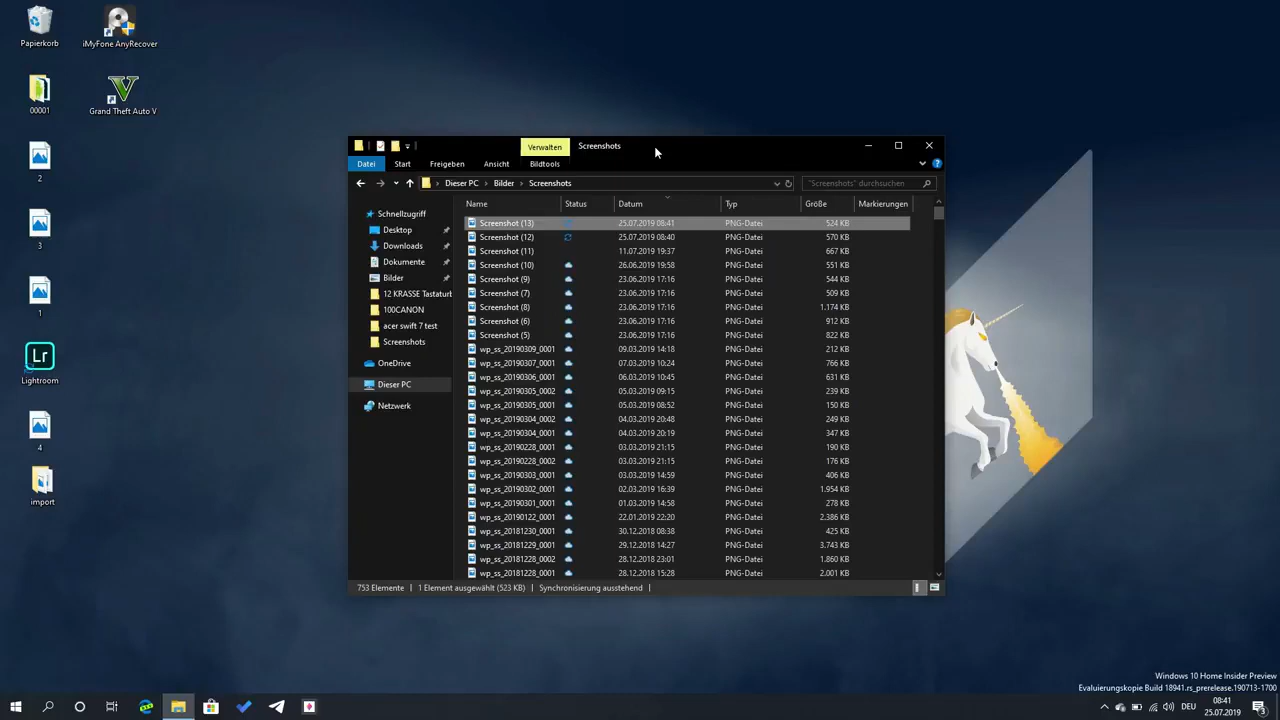 Papierkorb
iMyFone AnyRecover
00001
Grand Theft Auto V
2
3
1
Lr
Lightroom
4
import
Verwalten
Screenshots
Datei
Start
Freigeben
Ansicht
Bildtools
Dieser PC
Bilder
Screenshots
"Screenshots" durchsuchen
Name
Status
Datum
Typ
Größe
Markierungen
Schnellzugriff
Desktop
Downloads
Dokumente
Bilder
12 KRASSE Tastatur
100CANON
acer swift 7 test
Screenshots
OneDrive
Dieser PC
Netzwerk
Screenshot (13) 25.07.2019 08:41 PNG-Datei 524 KB
Screenshot (12) 25.07.2019 08:40 PNG-Datei 570 KB
Screenshot (11) 11.07.2019 19:37 PNG-Datei 667 KB
Screenshot (10) 26.06.2019 19:58 PNG-Datei 551 KB
Screenshot (9) 23.06.2019 17:16 PNG-Datei 544 KB
Screenshot (7) 23.06.2019 17:16 PNG-Datei 509 KB
Screenshot (8) 23.06.2019 17:16 PNG-Datei 1.174 KB
Screenshot (6) 23.06.2019 17:16 PNG-Datei 912 KB
Screenshot (5) 23.06.2019 17:16 PNG-Datei 822 KB
wp_ss_20190309_0001 09.03.2019 14:18 PNG-Datei 212 KB
wp_ss_20190307_0001 07.03.2019 10:24 PNG-Datei 766 KB
wp_ss_20190306_0001 06.03.2019 10:45 PNG-Datei 631 KB
wp_ss_20190305_0002 05.03.2019 09:15 PNG-Datei 239 KB
wp_ss_20190305_0001 05.03.2019 08:52 PNG-Datei 150 KB
wp_ss_20190304_0002 04.03.2019 20:48 PNG-Datei 249 KB
wp_ss_20190304_0001 04.03.2019 20:19 PNG-Datei 347 KB
wp_ss_20190228_0001 03.03.2019 21:15 PNG-Datei 190 KB
wp_ss_20190228_0002 03.03.2019 21:15 PNG-Datei 176 KB
wp_ss_20190303_0001 03.03.2019 14:59 PNG-Datei 406 KB
wp_ss_20190302_0001 02.03.2019 16:39 PNG-Datei 1.954 KB
wp_ss_20190301_0001 01.03.2019 14:58 PNG-Datei 278 KB
wp_ss_20190122_0001 22.01.2019 22:20 PNG-Datei 2.386 KB
wp_ss_20181230_0001 30.12.2018 08:38 PNG-Datei 425 KB
wp_ss_20181229_0001 29.12.2018 14:27 PNG-Datei 3.743 KB
wp_ss_20181228_0002 28.12.2018 23:01 PNG-Datei 1.860 KB
wp_ss_20181228_0001 28.12.2018 15:28 PNG-Datei 2.001 KB
753 Elemente
1 Element ausgewählt (523 KB)
Synchronisierung ausstehend
Windows 10 Home Insider Preview
Evaluierungskopie Build 18941.rs_prerelease.190713-1700
DEU
08:41
25.07.2019
3